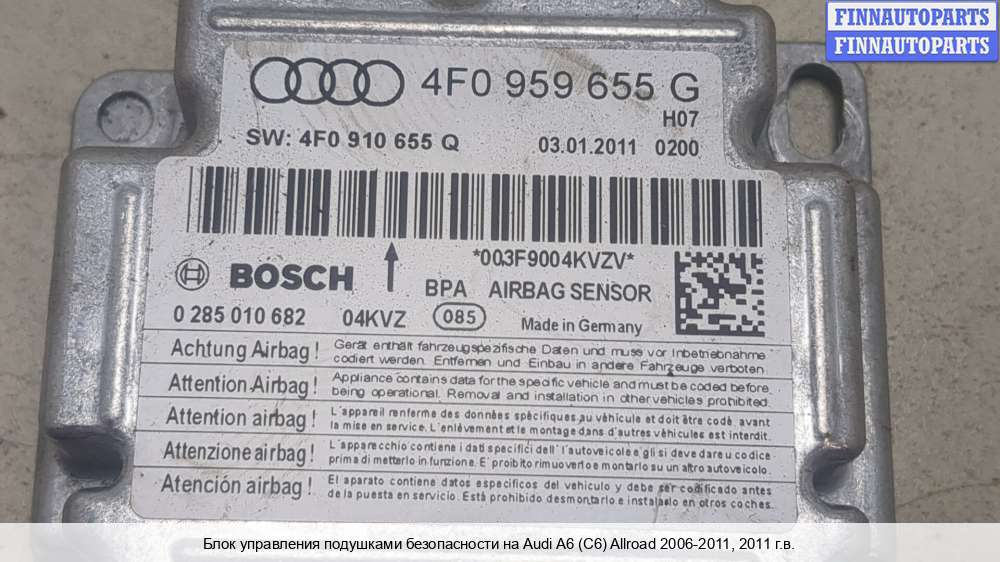 FINNAUTOPARTS
FINNAUTOPARTS
4F0 959 655 G
H07
SW: 4F0 910 655 Q
03.01.2011 0200
*003F9004KVZV*
BOSCH BPA AIRBAG SENSOR
0 285 010 682 04KVZ 085 Made in Germany
Achtung Airbag! Gerät enthält fahrzeugspezifische Daten und muss vor Inbetriebnahme
codiert werden. Entfernen und Einbau in andere Fahrzeuge verboten.
Attention Airbag! Appliance contains data for the specific vehicle and must be coded before
being operational. Removal and installation in other vehicles prohibited.
Attention airbag! L'appareil renferme des données spécifiques au véhicule et doit être codé, avant
la mise en service. L'enlèvement et le montage dans d'autres véhicules est interdit.
Attenzione airbag! L'apparecchio contiene i dati specifici dell' l'autoveicolo e gli si deve dare u codice
prima di metterlo in funzione. E' proibito rimuoverto e montarlo su un altro autoveicolo.
Atención airbag! El aparato contiene datos especificos del vehículo y debe ser codificado antes
de la puesta en servicio. Está prohibido desmontarlo e instalarlo en otros coches.
Блок управления подушками безопасности на Audi A6 (C6) Allroad 2006-2011, 2011 г.в.